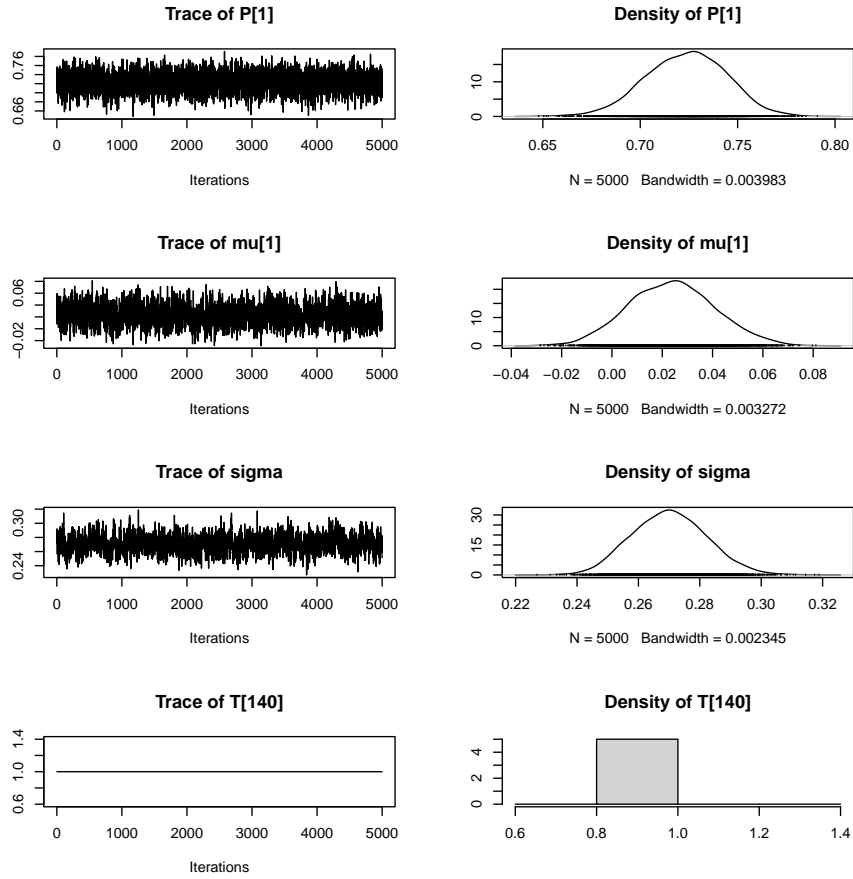 Trace of P[1]
0.66 0.76
0 1000 2000 3000 4000 5000
Iterations
Density of P[1]
0 10
0.65 0.70 0.75 0.80
N = 5000 Bandwidth = 0.003983
Trace of mu[1]
−0.02 0.06
0 1000 2000 3000 4000 5000
Iterations
Density of mu[1]
0 10
−0.04 −0.02 0.00 0.02 0.04 0.06 0.08
N = 5000 Bandwidth = 0.003272
Trace of sigma
0.24 0.30
0 1000 2000 3000 4000 5000
Iterations
Density of sigma
0 15 30
0.22 0.24 0.26 0.28 0.30 0.32
N = 5000 Bandwidth = 0.002345
Trace of T[140]
0.6 1.0 1.4
0 1000 2000 3000 4000 5000
Iterations
Density of T[140]
0 2 4
0.6 0.8 1.0 1.2 1.4